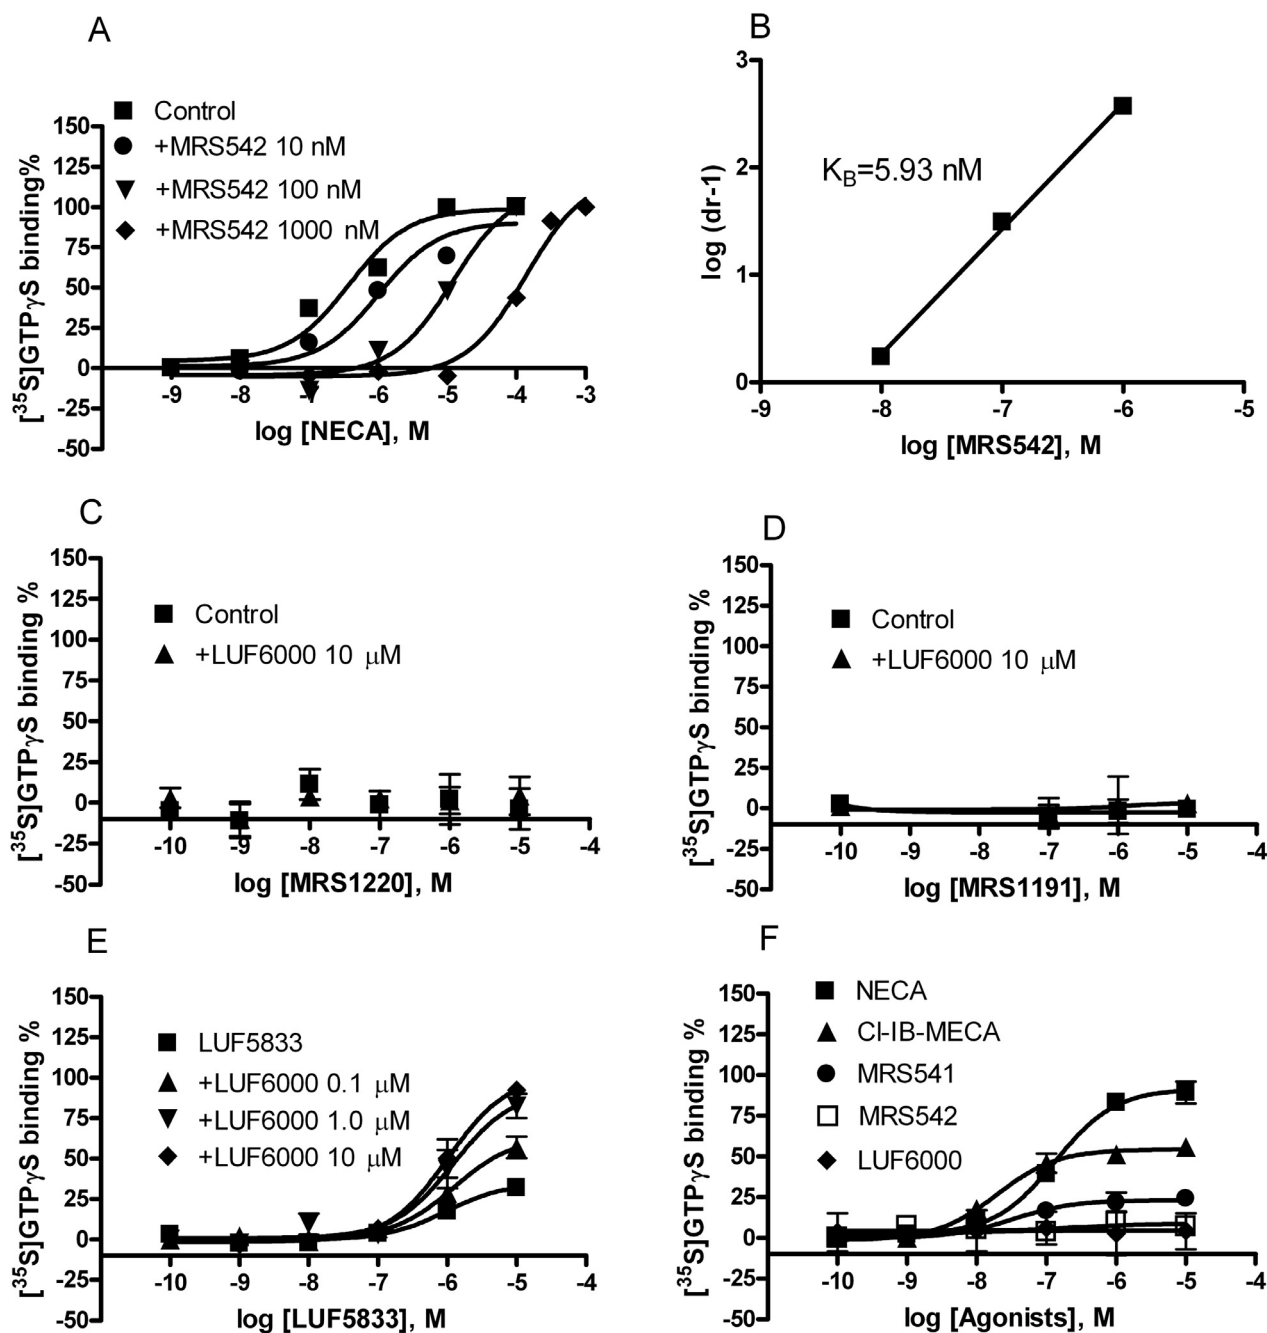 A
Control
+MRS542 10 nM
+MRS542 100 nM
+MRS542 1000 nM
150
125
100
75
50
25
0
-25
-50
[³⁵S]GTPγS binding%
-9 -8 -7 -6 -5 -4 -3
log [NECA], M
B
3
2
1
0
log (dr-1)
K_B=5.93 nM
-9 -8 -7 -6 -5
log [MRS542], M
C
150
125
100
75
50
25
0
-25
-50
[³⁵S]GTPγS binding %
Control
+LUF6000 10 μM
-10 -9 -8 -7 -6 -5 -4
log [MRS1220], M
D
150
125
100
75
50
25
0
-25
-50
[³⁵S]GTPγS binding %
Control
+LUF6000 10 μM
-10 -9 -8 -7 -6 -5 -4
log [MRS1191], M
E
150
125
100
75
50
25
0
-25
-50
[³⁵S]GTPγS binding %
LUF5833
+LUF6000 0.1 μM
+LUF6000 1.0 μM
+LUF6000 10 μM
-10 -9 -8 -7 -6 -5 -4
log [LUF5833], M
F
150
125
100
75
50
25
0
-25
-50
[³⁵S]GTPγS binding %
NECA
Cl-IB-MECA
MRS541
MRS542
LUF6000
-10 -9 -8 -7 -6 -5 -4
log [Agonists], M